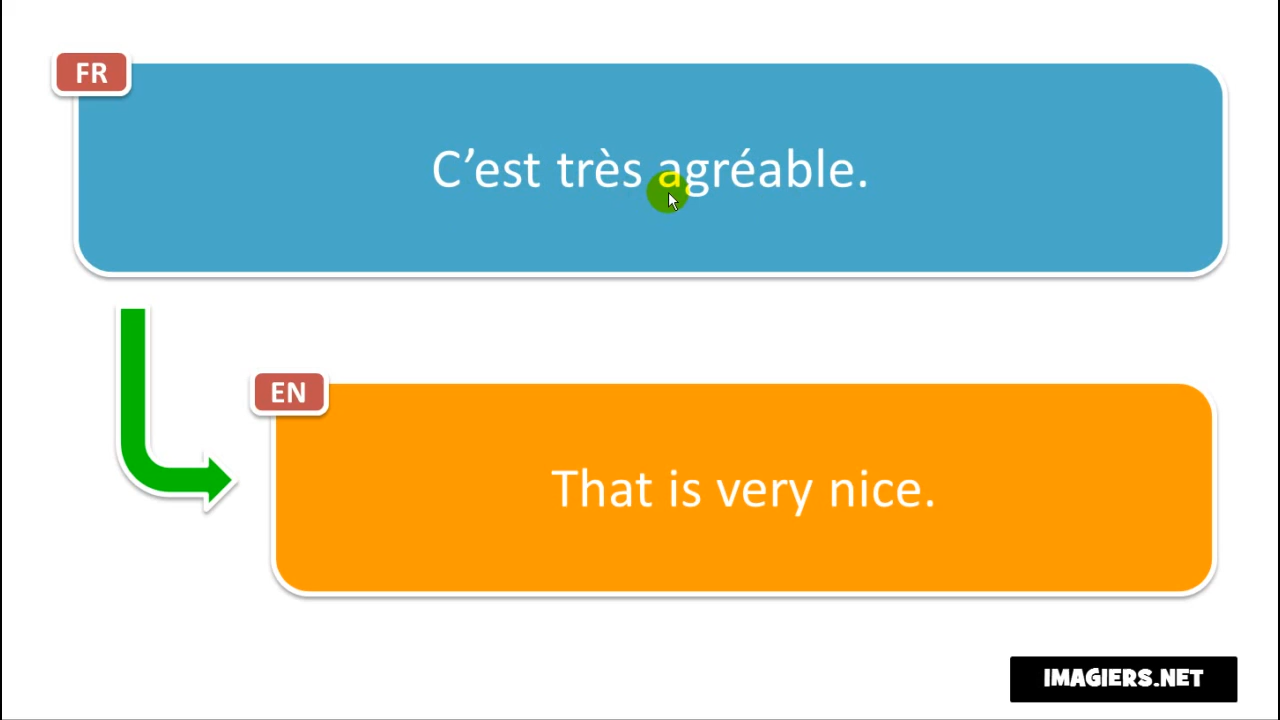 FR
C’est très agréable.
EN
That is very nice.
IMAGIERS.NET